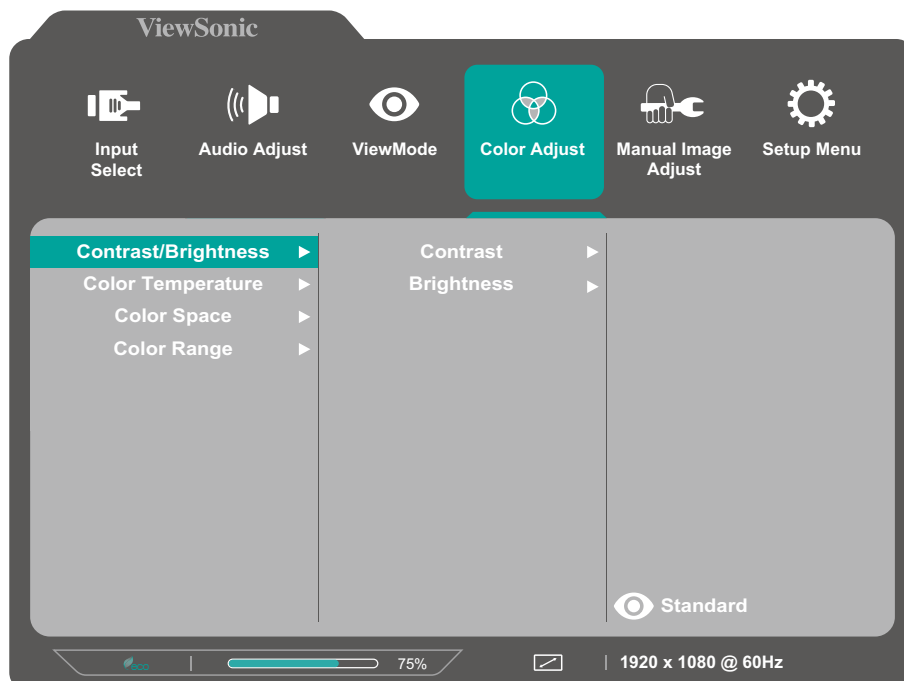 ViewSonic
Input
Select
Audio Adjust
ViewMode
Color Adjust
Manual Image
Adjust
Setup Menu
Contrast/Brightness
Color Temperature
Color Space
Color Range
Contrast
Brightness
Standard
eco
75%
1920 x 1080 @ 60Hz